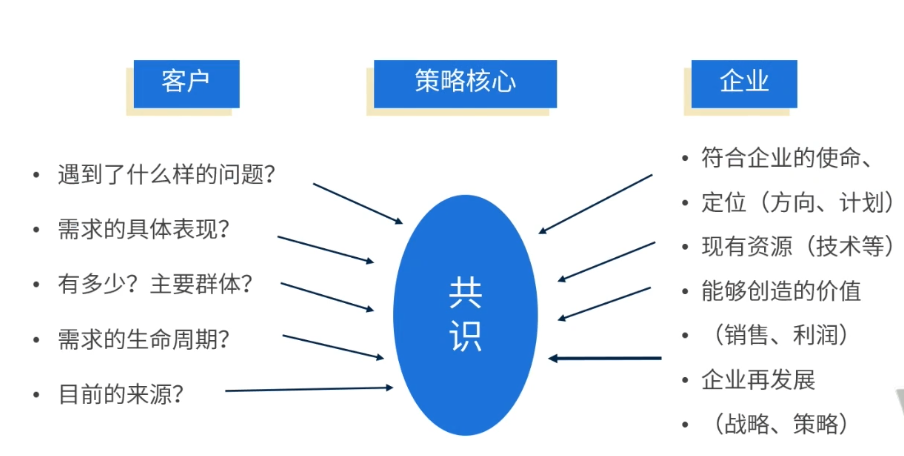 客户
策略核心
企业
• 遇到了什么样的问题？
• 需求的具体表现？
• 有多少？主要群体？
• 需求的生命周期？
• 目前的来源？
共
识
• 符合企业的使命、
• 定位（方向、计划）
• 现有资源（技术等）
• 能够创造的价值
• （销售、利润）
• 企业再发展
• （战略、策略）